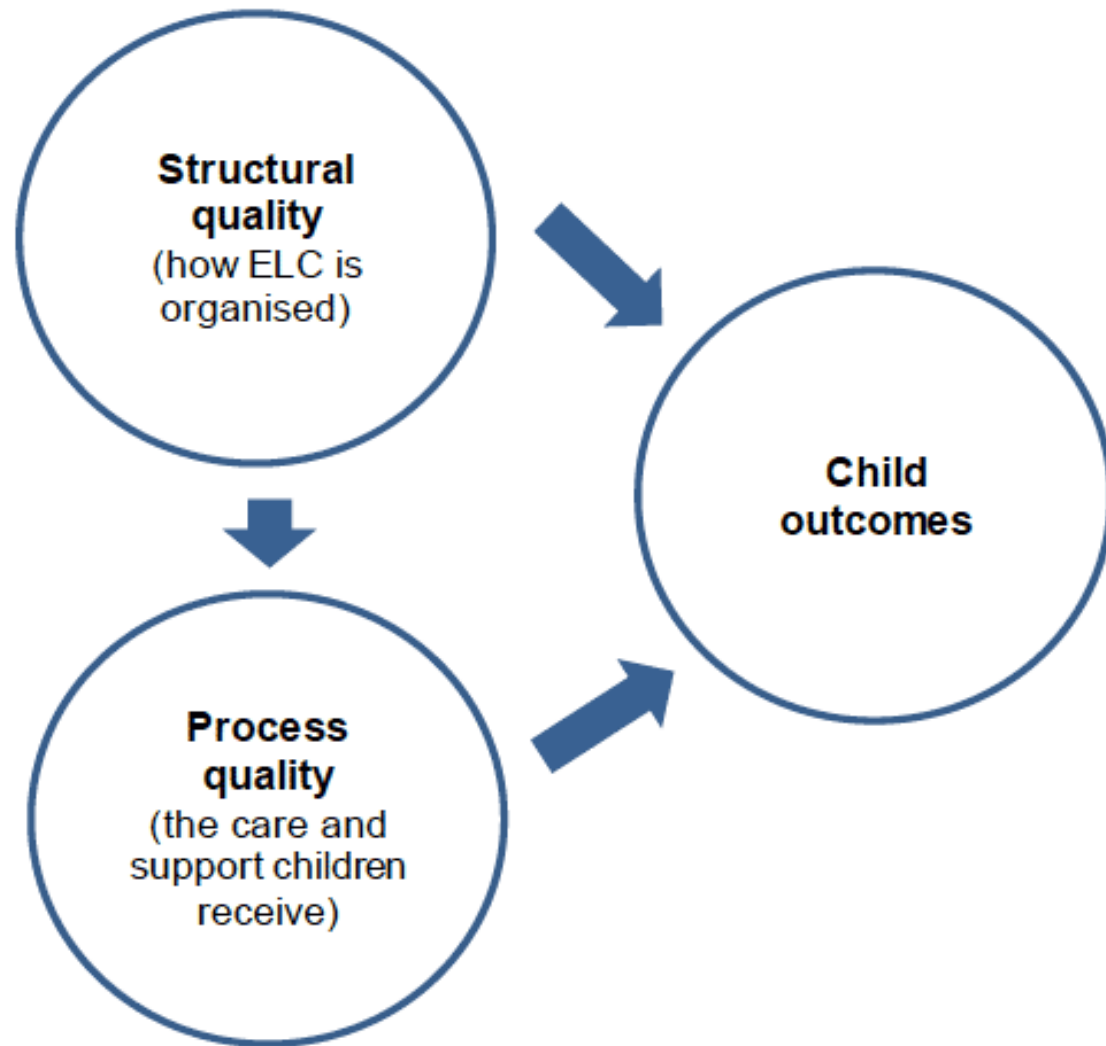 Structural
quality
(how ELC is
organised)
Child
outcomes
Process
quality
(the care and
support children
receive)